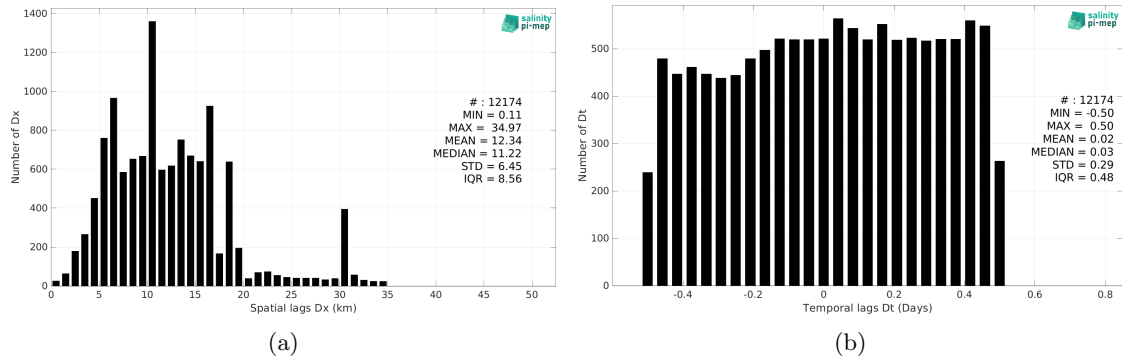 1400
1200
1000
800
600
400
200
0
Number of Dx
salinity
pi-mep
# : 12174
MIN = 0.11
MAX = 34.97
MEAN = 12.34
MEDIAN = 11.22
STD = 6.45
IQR = 8.56
0 5 10 15 20 25 30 35 40 45 50
Spatial lags Dx (km)
(a)
500
400
300
200
100
0
Number of Dt
salinity
pi-mep
# : 12174
MIN = -0.50
MAX = 0.50
MEAN = 0.02
MEDIAN = 0.03
STD = 0.29
IQR = 0.48
-0.4 -0.2 0 0.2 0.4 0.6 0.8
Temporal lags Dt (Days)
(b)